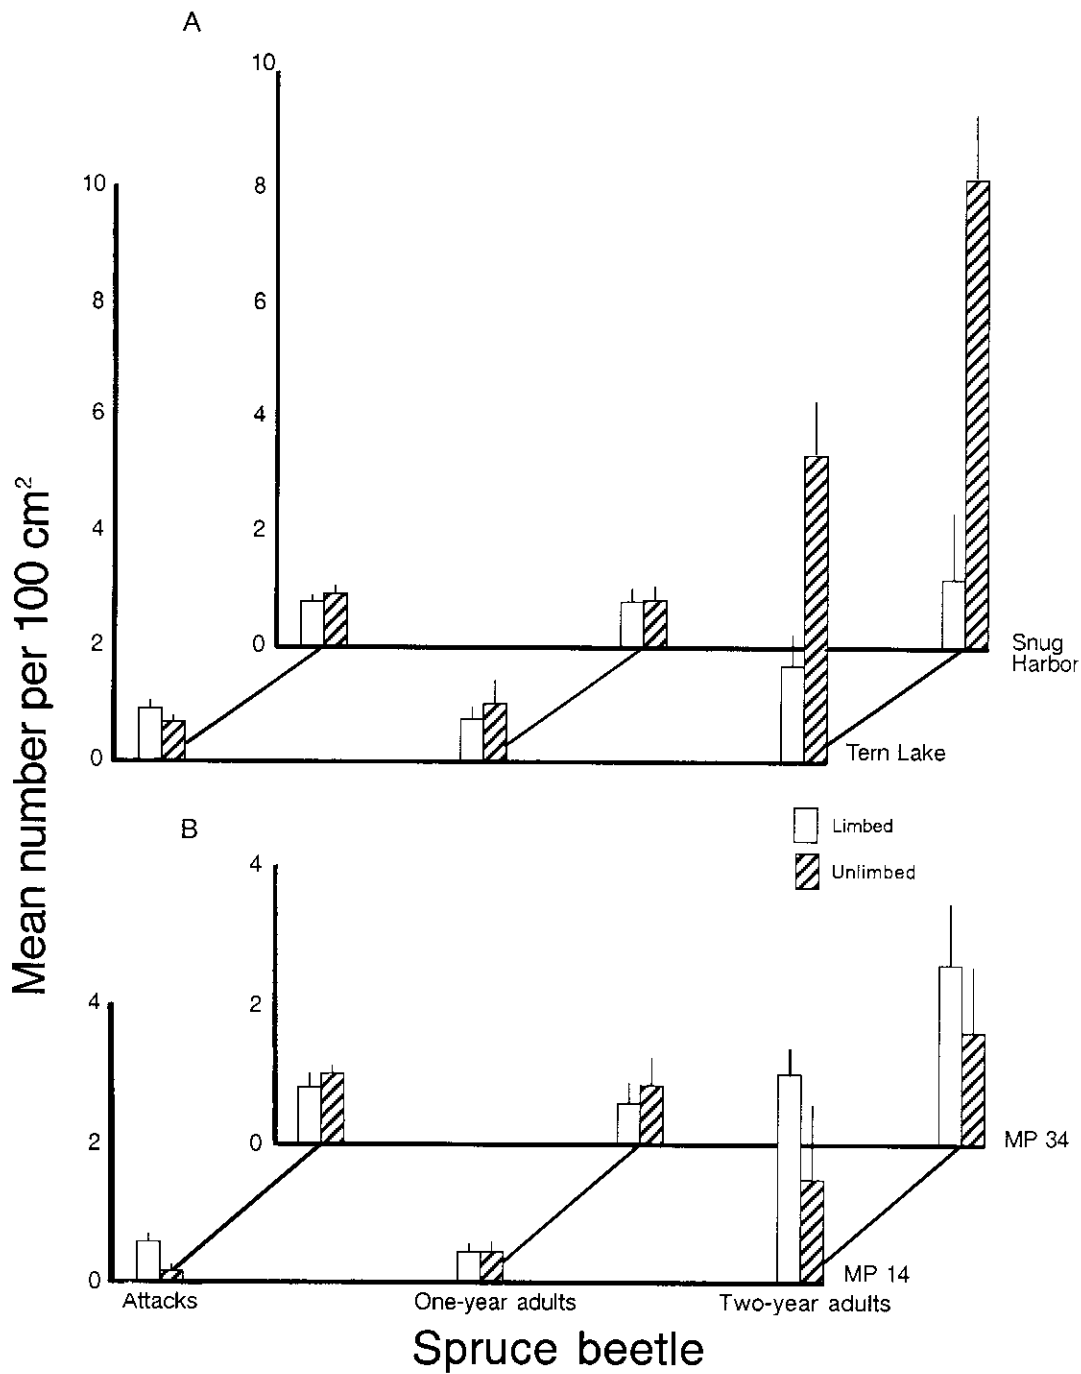 A
10
8
6
4
2
0
Snug
Harbor
10
8
6
4
2
0
Tern Lake
Mean number per 100 cm²
Limbed
Unlimbed
B
4
2
0
MP 34
4
2
0
MP 14
Attacks One-year adults Two-year adults
Spruce beetle